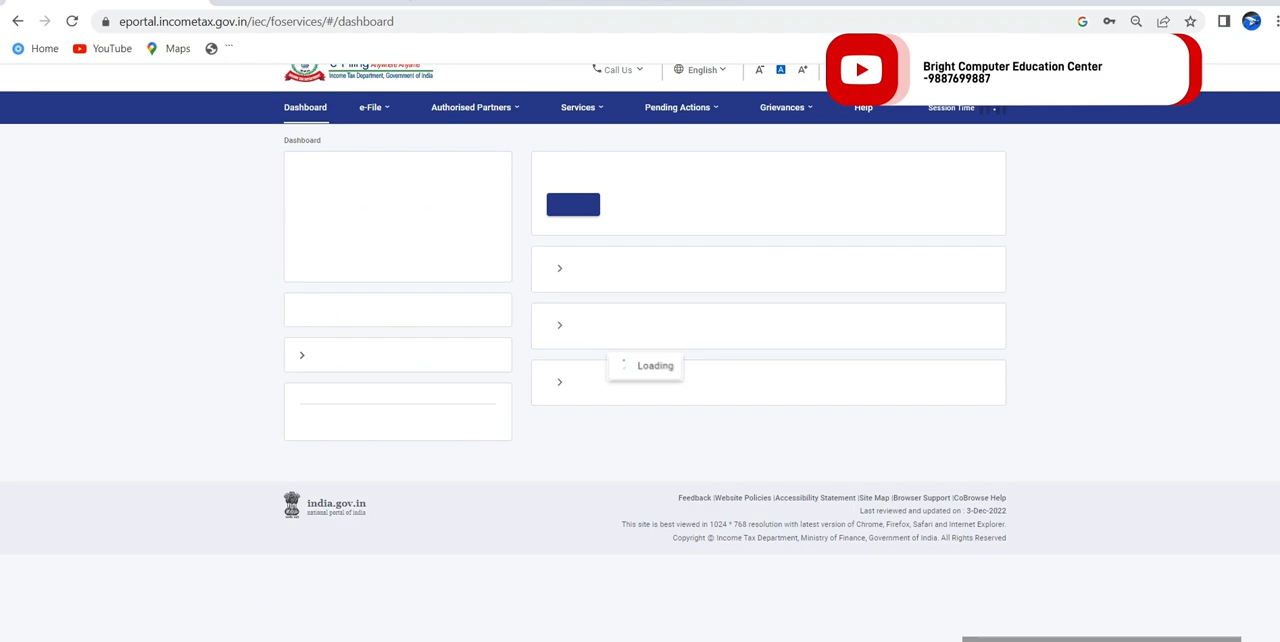 eportal.incometax.gov.in/iec/foservices/#/dashboard
Home YouTube Maps
Bright Computer Education Center
-9887699887
Income Tax Department, Government of India
Call Us English A- A A+
Dashboard e-File Authorised Partners Services Pending Actions Grievances Help Session Time
Dashboard
Loading
india.gov.in
national portal of india
Feedback |Website Policies |Accessibility Statement |Site Map |Browser Support |CoBrowse Help
Last reviewed and updated on : 3-Dec-2022
This site is best viewed in 1024 * 768 resolution with latest version of Chrome, Firefox, Safari and Internet Explorer.
Copyright © Income Tax Department, Ministry of Finance, Government of India. All Rights Reserved